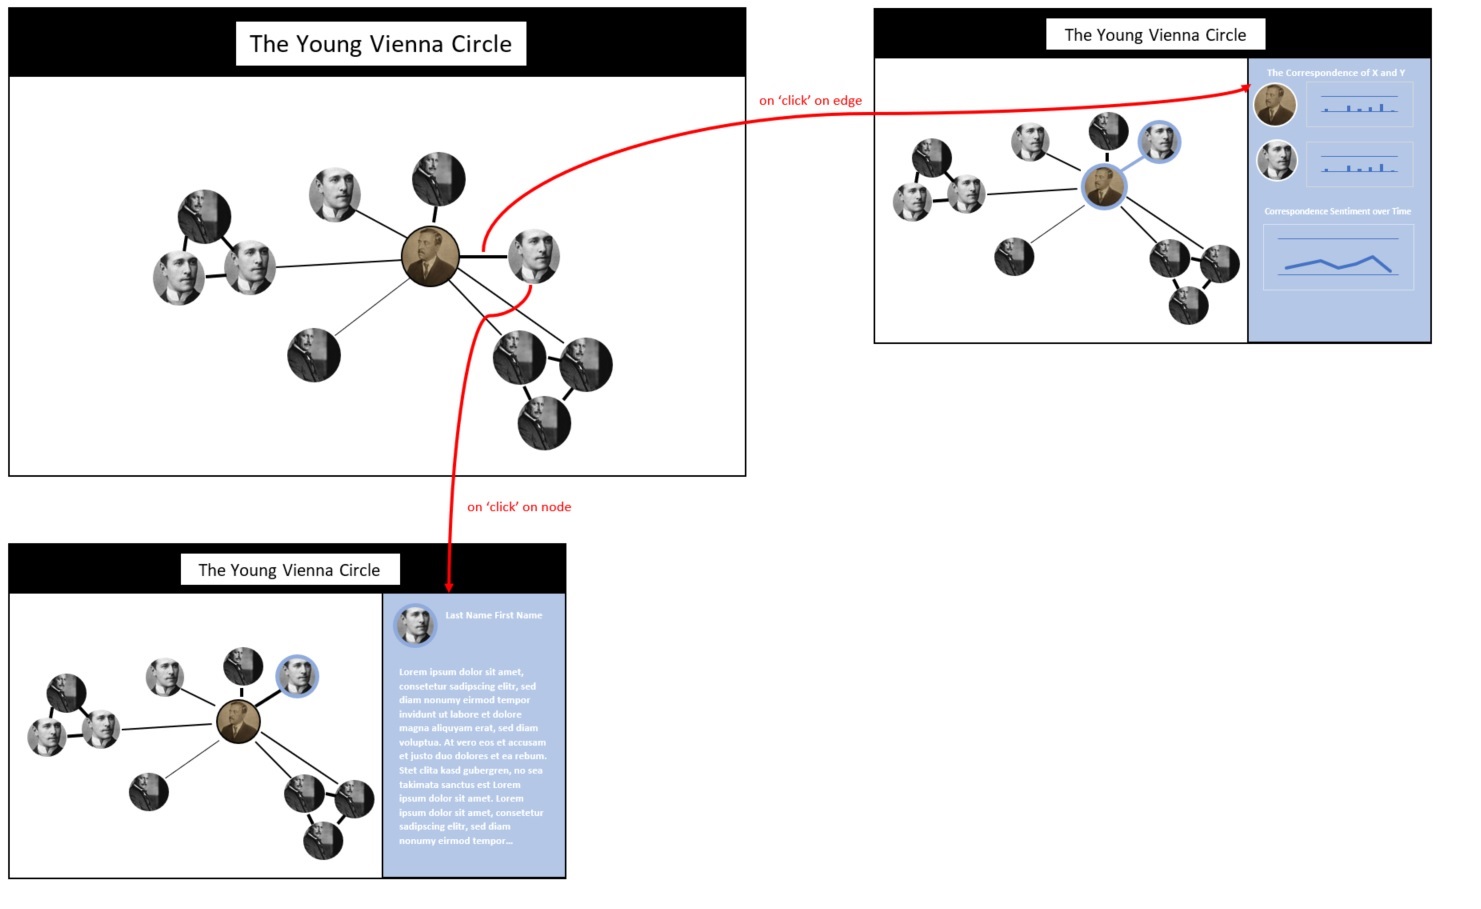 The Young Vienna Circle
on ‘click’ on edge
The Young Vienna Circle
The Correspondence of X and Y
Correspondence Sentiment over Time
on ‘click’ on node
The Young Vienna Circle
Last Name First Name
Lorem ipsum dolor sit amet,
consetetur sadipscing elitr, sed
diam nonumy eirmod tempor
invidunt ut labore et dolore
magna aliquyam erat, sed diam
voluptua. At vero eos et accusam
et justo duo dolores et ea rebum.
Stet clita kasd gubergren, no sea
takimata sanctus est Lorem
ipsum dolor sit amet. Lorem
ipsum dolor sit amet, consetetur
sadipscing elitr, sed diam
nonumy eirmod tempor...